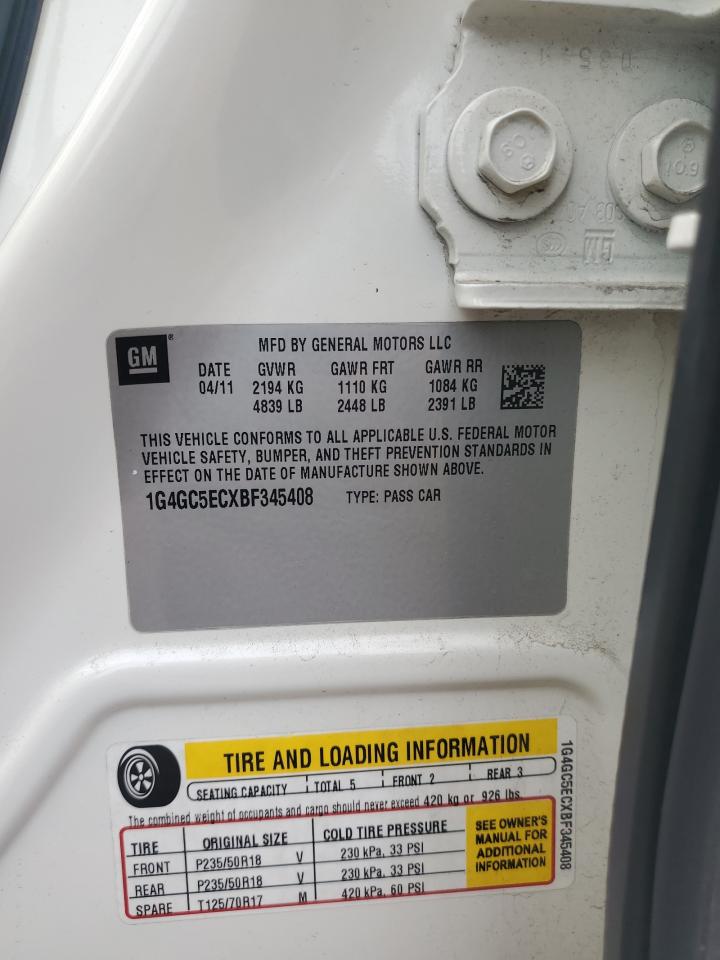 GM
MFD BY GENERAL MOTORS LLC
DATE GVWR GAWR FRT GAWR RR
04/11 2194 KG 1110 KG 1084 KG
4839 LB 2448 LB 2391 LB
THIS VEHICLE CONFORMS TO ALL APPLICABLE U.S. FEDERAL MOTOR
VEHICLE SAFETY, BUMPER, AND THEFT PREVENTION STANDARDS IN
EFFECT ON THE DATE OF MANUFACTURE SHOWN ABOVE.
1G4GC5ECXBF345408 TYPE: PASS CAR
TIRE AND LOADING INFORMATION
SEATING CAPACITY TOTAL 5 FRONT 2 REAR 3
The combined weight of occupants and cargo should never exceed 420 kg or 926 lbs.
TIRE ORIGINAL SIZE COLD TIRE PRESSURE
FRONT P235/50R18 V 230 kPa, 33 PSI
REAR P235/50R18 V 230 kPa, 33 PSI
SPARE T125/70R17 M 420 kPa, 60 PSI
SEE OWNER'S
MANUAL FOR
ADDITIONAL
INFORMATION
1G4GC5ECXBF345408
GM